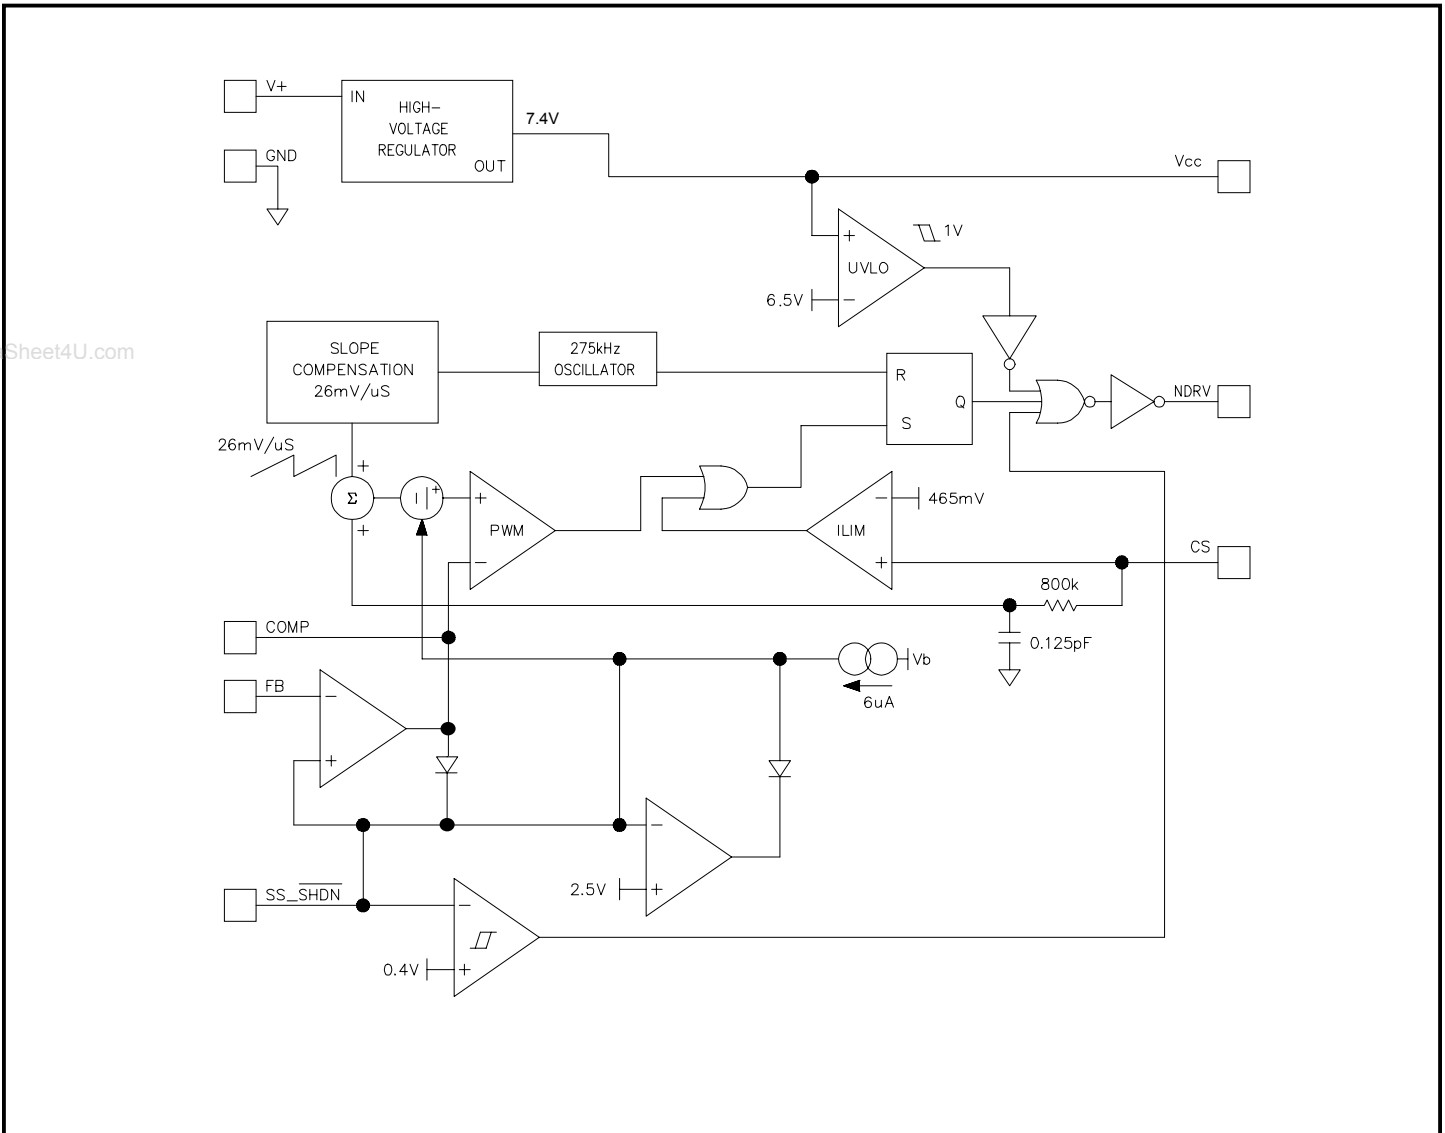 V+
IN
HIGH-
VOLTAGE
REGULATOR
OUT
7.4V
GND
Vcc
+
UVLO
1V
6.5V
−
Sheet4U.com
SLOPE
COMPENSATION
26mV/uS
275kHz
OSCILLATOR
R
Q
S
NDRV
26mV/uS
+
Σ
+
+
+
PWM
−
−
465mV
ILIM
+
CS
800k
0.125pF
COMP
Vb
6uA
FB
−
+
−
2.5V
+
SS_SHDN
−
0.4V
+